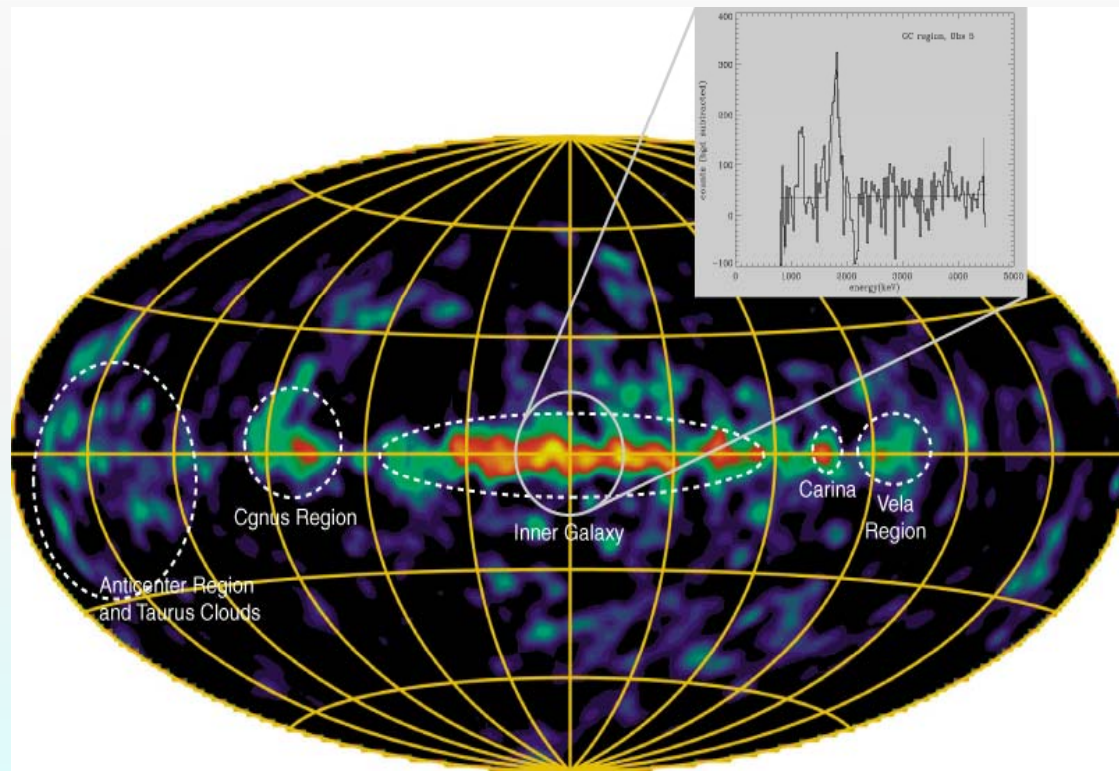 GC region, Obs 5
400
300
200
100
0
-100
counts (bgd subtracted)
0
1000
2000
3000
4000
5000
energy(keV)
Carina
Vela
Region
Cgnus Region
Inner Galaxy
Anticenter Region
and Taurus Clouds